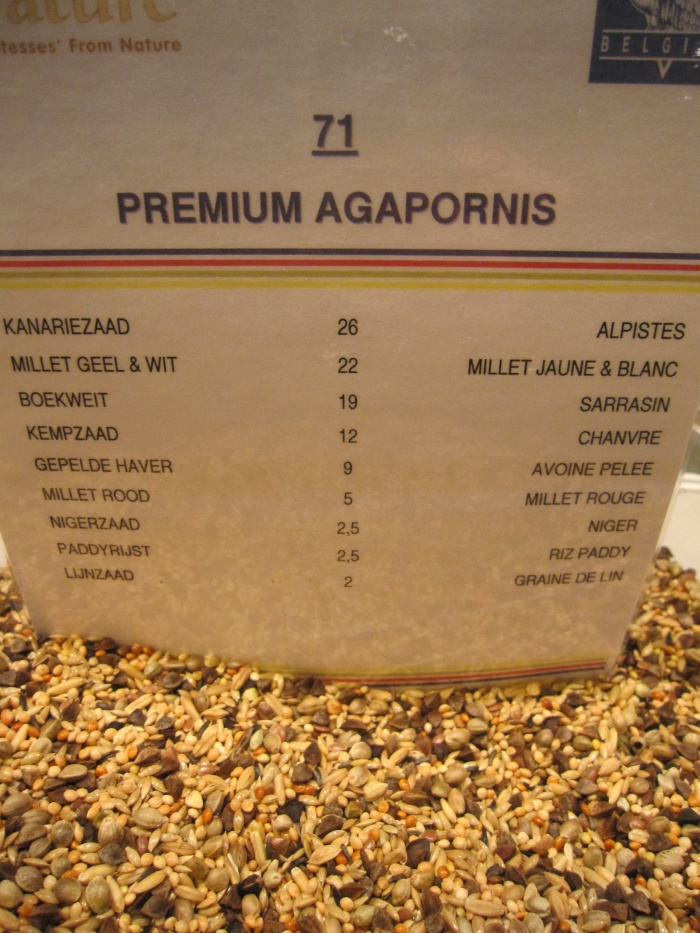 ature
tesses' From Nature
BELGI
71
PREMIUM AGAPORNIS
KANARIEZAAD 26 ALPISTES
MILLET GEEL & WIT 22 MILLET JAUNE & BLANC
BOEKWEIT 19 SARRASIN
KEMPZAAD 12 CHANVRE
GEPELDE HAVER 9 AVOINE PELEE
MILLET ROOD 5 MILLET ROUGE
NIGERZAAD 2,5 NIGER
PADDYRIJST 2,5 RIZ PADDY
LIJNZAAD 2 GRAINE DE LIN